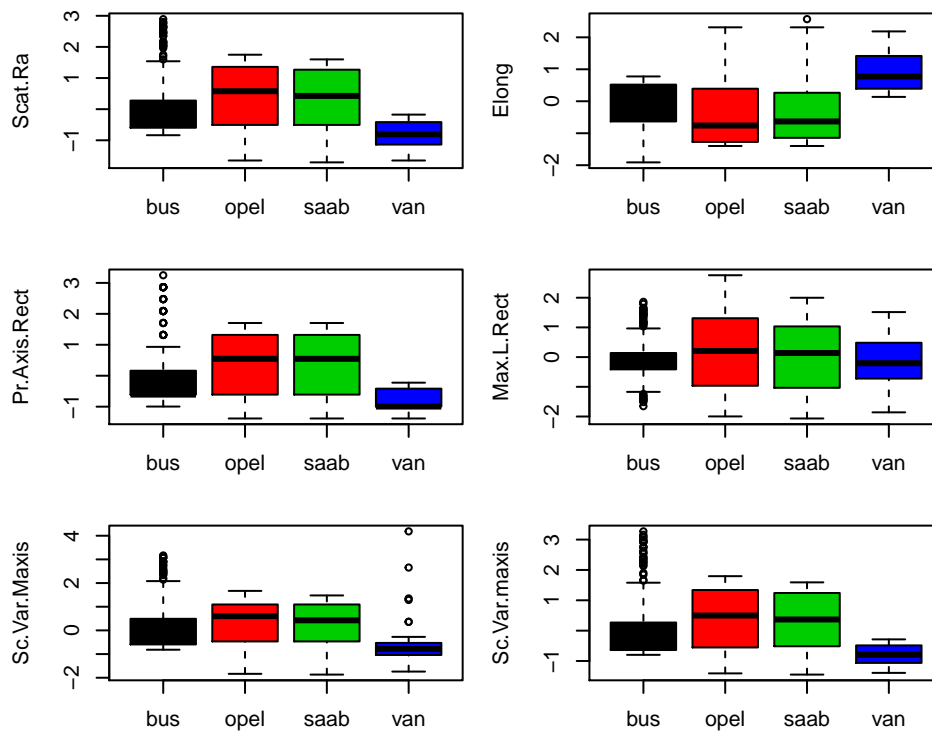 Scat.Ra
3
1
−1
bus opel saab van
Elong
2
1
0
−2
bus opel saab van
Pr.Axis.Rect
3
1
−1
bus opel saab van
Max.L.Rect
2
1
0
−2
bus opel saab van
Sc.Var.Maxis
4
2
0
−2
bus opel saab van
Sc.Var.maxis
3
1
−1
bus opel saab van